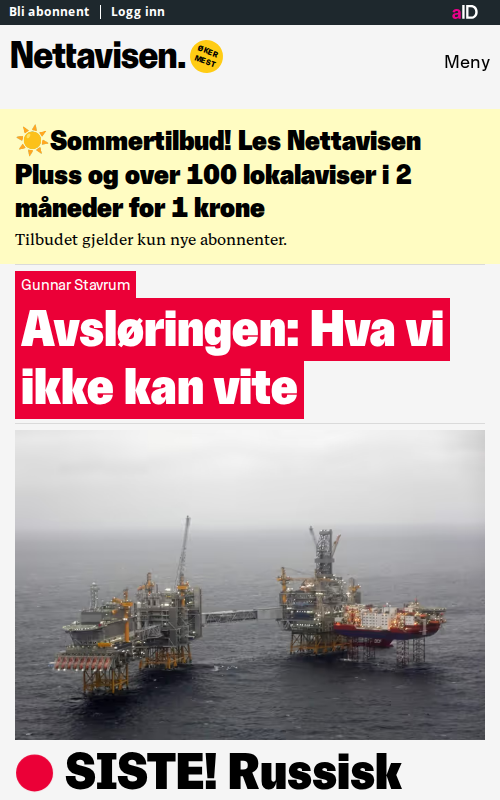 Bli abonnent | Logg inn aID
Nettavisen.
ØKER
MEST
Meny
☀️Sommertilbud! Les Nettavisen
Pluss og over 100 lokalaviser i 2
måneder for 1 krone
Tilbudet gjelder kun nye abonnenter.
Gunnar Stavrum
Avsløringen: Hva vi
ikke kan vite
SISTE! Russisk